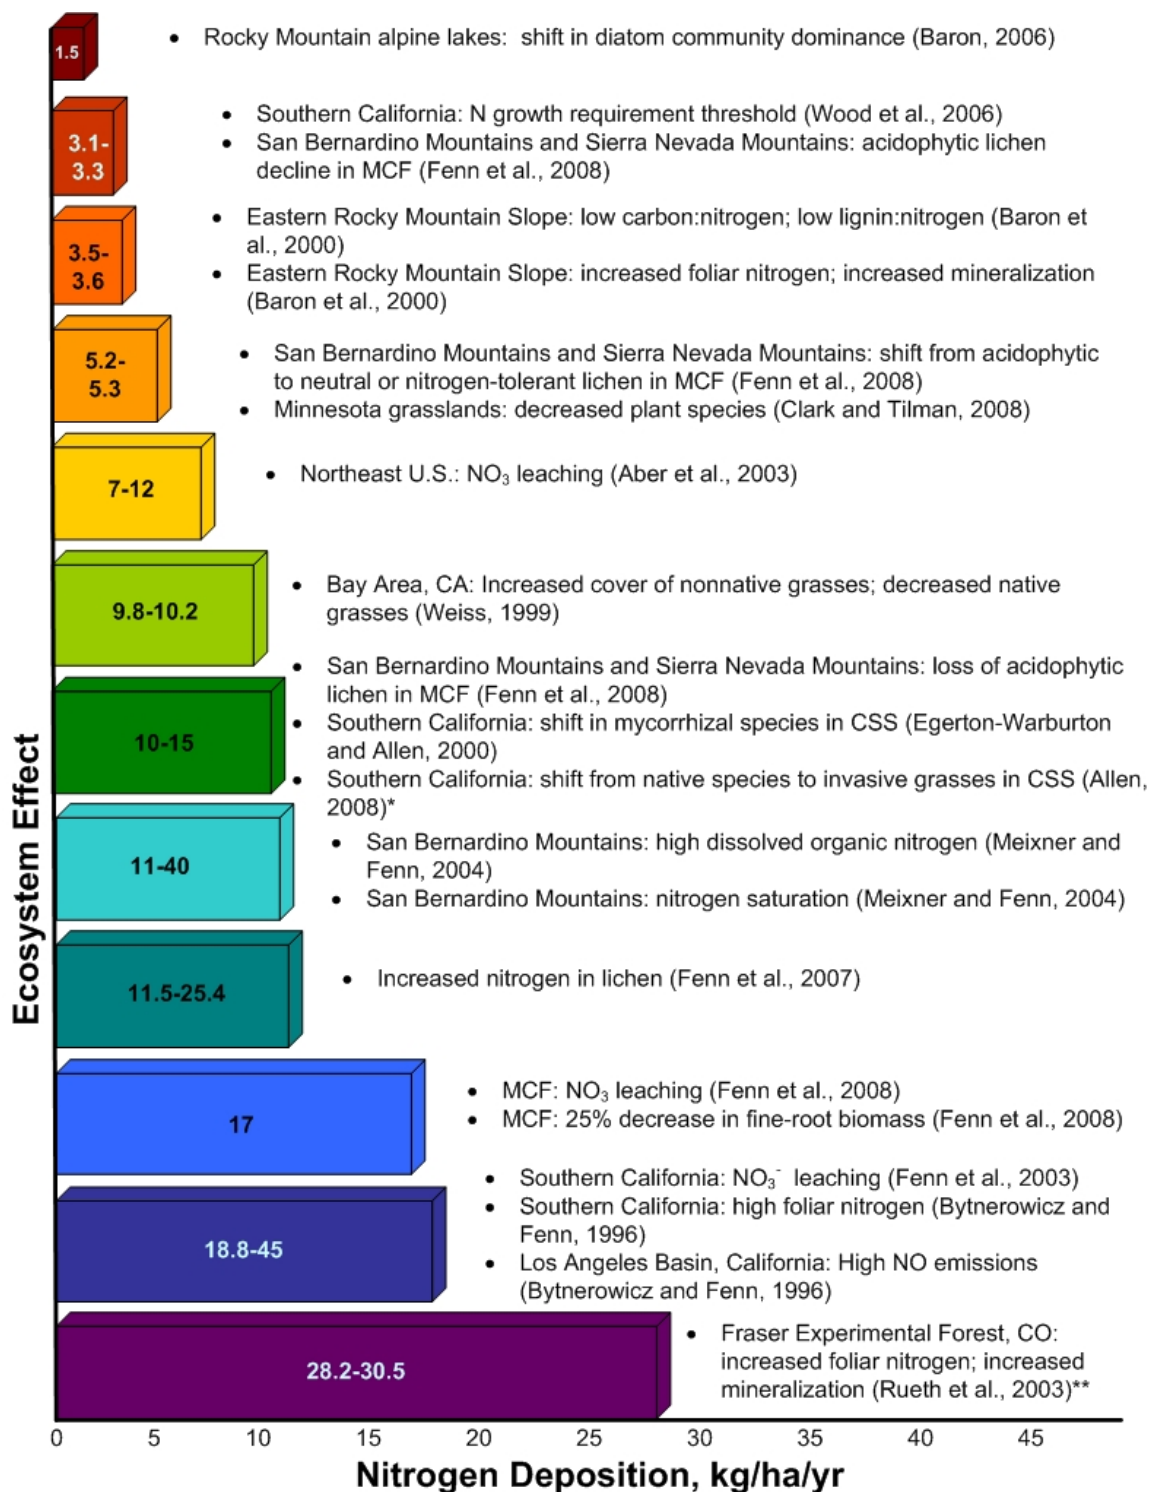 1.5
• Rocky Mountain alpine lakes: shift in diatom community dominance (Baron, 2006)
3.1-
3.3
• Southern California: N growth requirement threshold (Wood et al., 2006)
• San Bernardino Mountains and Sierra Nevada Mountains: acidophytic lichen
decline in MCF (Fenn et al., 2008)
3.5-
3.6
• Eastern Rocky Mountain Slope: low carbon:nitrogen; low lignin:nitrogen (Baron et
al., 2000)
• Eastern Rocky Mountain Slope: increased foliar nitrogen; increased mineralization
(Baron et al., 2000)
5.2-
5.3
• San Bernardino Mountains and Sierra Nevada Mountains: shift from acidophytic
to neutral or nitrogen-tolerant lichen in MCF (Fenn et al., 2008)
• Minnesota grasslands: decreased plant species (Clark and Tilman, 2008)
7-12
• Northeast U.S.: NO₃ leaching (Aber et al., 2003)
9.8-10.2
• Bay Area, CA: Increased cover of nonnative grasses; decreased native
grasses (Weiss, 1999)
10-15
• San Bernardino Mountains and Sierra Nevada Mountains: loss of acidophytic
lichen in MCF (Fenn et al., 2008)
• Southern California: shift in mycorrhizal species in CSS (Egerton-Warburton
and Allen, 2000)
• Southern California: shift from native species to invasive grasses in CSS (Allen,
2008)*
11-40
• San Bernardino Mountains: high dissolved organic nitrogen (Meixner and
Fenn, 2004)
• San Bernardino Mountains: nitrogen saturation (Meixner and Fenn, 2004)
11.5-25.4
• Increased nitrogen in lichen (Fenn et al., 2007)
17
• MCF: NO₃ leaching (Fenn et al., 2008)
• MCF: 25% decrease in fine-root biomass (Fenn et al., 2008)
18.8-45
• Southern California: NO₃⁻ leaching (Fenn et al., 2003)
• Southern California: high foliar nitrogen (Bytnerowicz and
Fenn, 1996)
• Los Angeles Basin, California: High NO emissions
(Bytnerowicz and Fenn, 1996)
28.2-30.5
• Fraser Experimental Forest, CO:
increased foliar nitrogen; increased
mineralization (Rueth et al., 2003)**
Ecosystem Effect
0 5 10 15 20 25 30 35 40 45
Nitrogen Deposition, kg/ha/yr